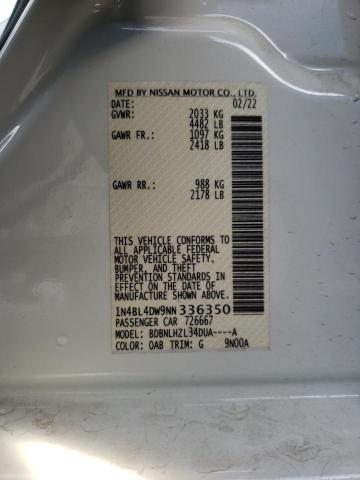 MFD BY NISSAN MOTOR CO., LTD.
DATE: 02/22
GVWR: 2033 KG
4482 LB
GAWR FR.: 1097 KG
2418 LB
GAWR RR.: 988 KG
2178 LB
THIS VEHICLE CONFORMS TO
ALL APPLICABLE FEDERAL
MOTOR VEHICLE SAFETY,
BUMPER, AND THEFT
PREVENTION STANDARDS IN
EFFECT ON THE DATE OF
MANUFACTURE SHOWN ABOVE.
1N4BL4DW9NN336350
PASSENGER CAR 726667
MODEL: BDBNLHZL34DUA----A
COLOR: QAB TRIM: G 9N00A